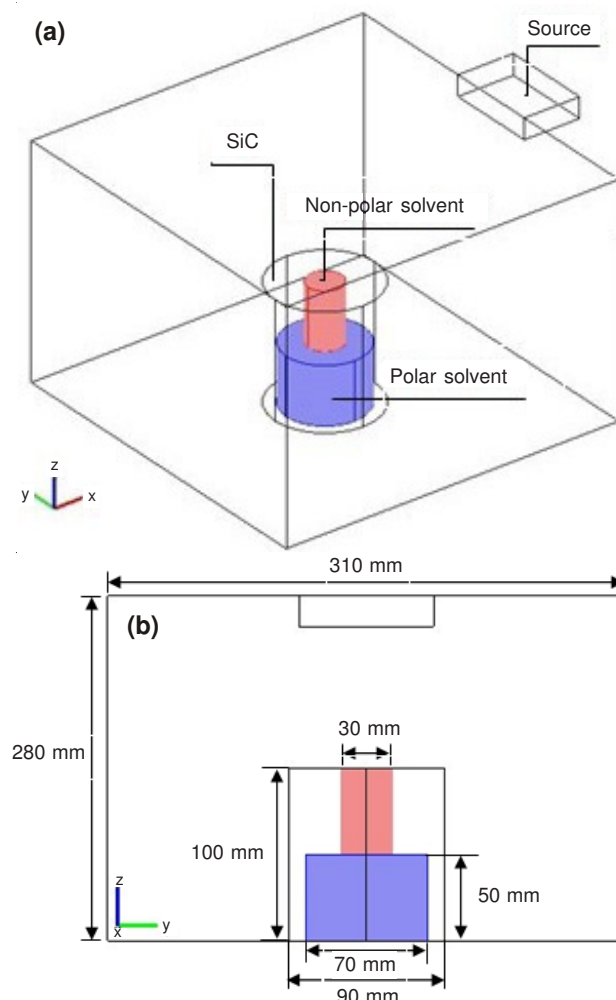 (a)
Source
SiC
Non-polar solvent
Polar solvent
z
y
x
310 mm
(b)
30 mm
280 mm
100 mm
50 mm
z
x
y
70 mm
90 mm